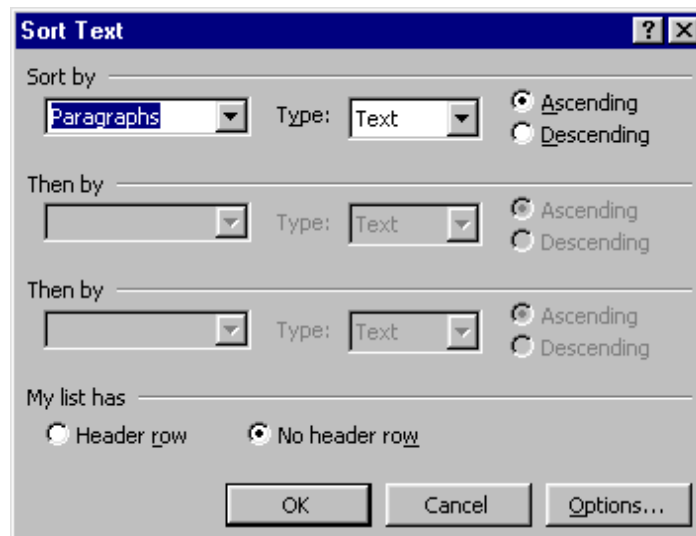 Sort Text
Sort by
Paragraphs Type: Text Ascending
Descending
Then by
Type: Text Ascending
Descending
Then by
Type: Text Ascending
Descending
My list has
Header row No header row
OK Cancel Options...